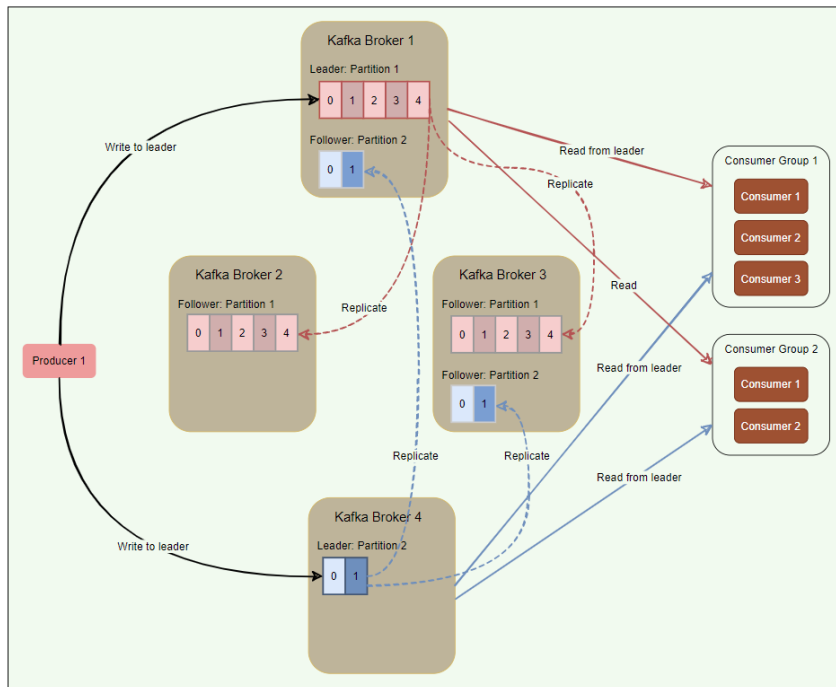 Kafka Broker 1
Leader: Partition 1
0 1 2 3 4
Write to leader
Follower: Partition 2
0 1
Read from leader
Replicate
Consumer Group 1
Consumer 1
Consumer 2
Consumer 3
Kafka Broker 2
Follower: Partition 1
0 1 2 3 4
Replicate
Kafka Broker 3
Follower: Partition 1
0 1 2 3 4
Follower: Partition 2
0 1
Read
Producer 1
Read from leader
Consumer Group 2
Consumer 1
Consumer 2
Replicate
Replicate
Read from leader
Kafka Broker 4
Leader: Partition 2
0 1
Write to leader